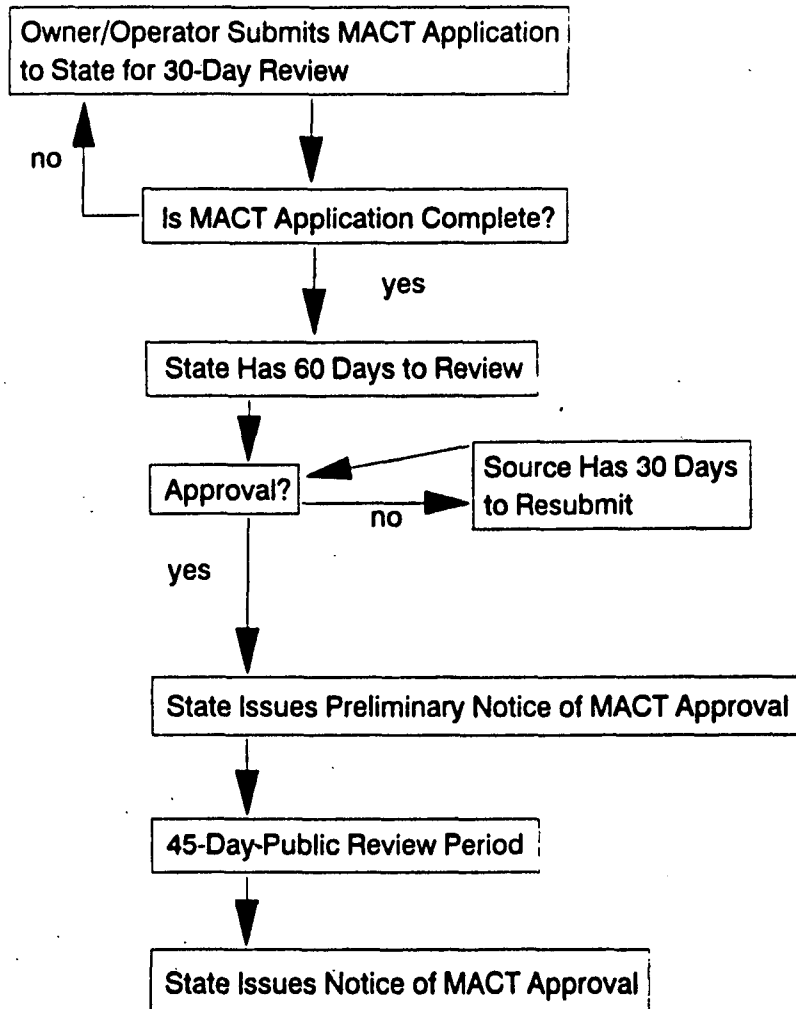 Owner/Operator Submits MACT Application
to State for 30-Day Review
no
Is MACT Application Complete?
yes
State Has 60 Days to Review
Approval?
Source Has 30 Days
to Resubmit
no
yes
State Issues Preliminary Notice of MACT Approval
45-Day-Public Review Period
State Issues Notice of MACT Approval